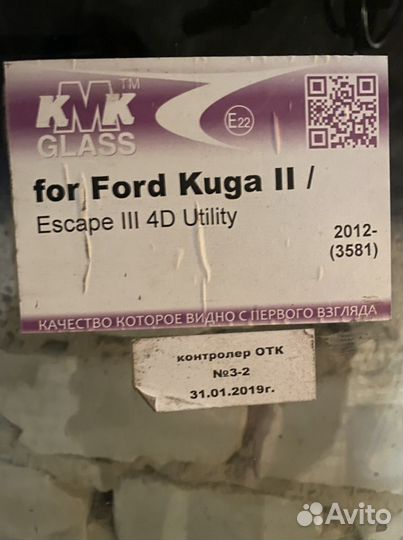 KMK™
GLASS
E22
for Ford Kuga II /
Escape III 4D Utility
2012-
(3581)
КАЧЕСТВО КОТОРОЕ ВИДНО С ПЕРВОГО ВЗГЛЯДА
контролер ОТК
№3-2
31.01.2019г.
Avito